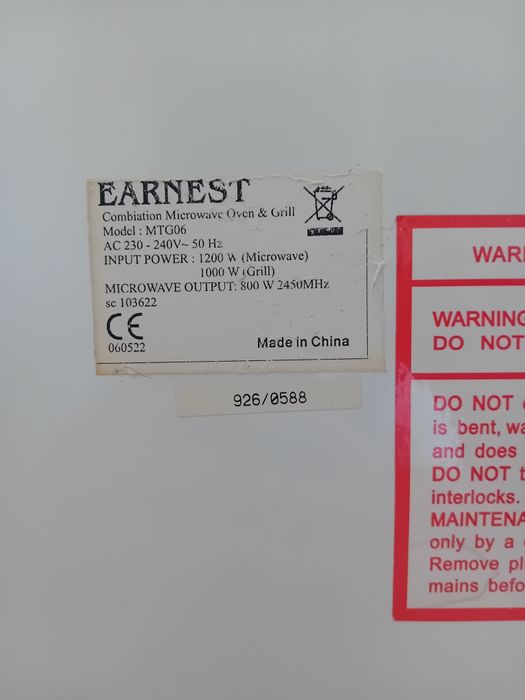 EARNEST
Combiation Microwave Oven & Grill
Model : MTG06
AC 230 - 240V~ 50 Hz
INPUT POWER : 1200 W (Microwave)
1000 W (Grill)
MICROWAVE OUTPUT: 800 W 2450MHz
sc 103622
CE
060522
Made in China
926/0588
WARN
WARNING
DO NOT
DO NOT
is bent, wa
and does
DO NOT t
interlocks.
MAINTENA
only by a
Remove pl
mains befo